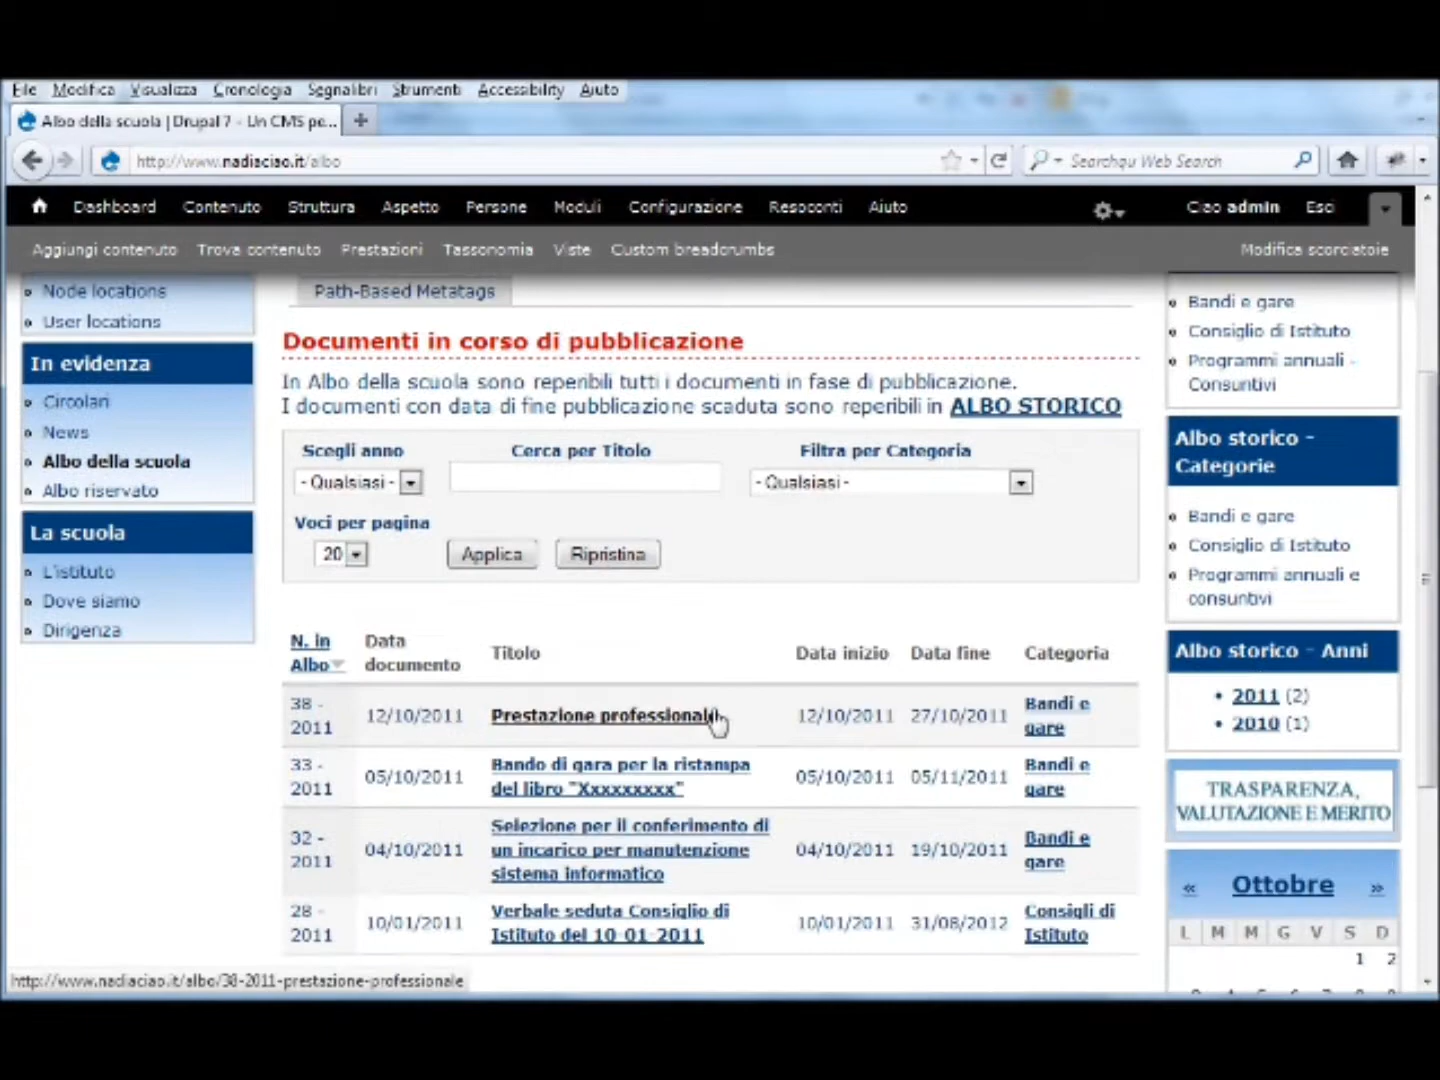 File Modifica Visualizza Cronologia Segnalibri Strumenti Accessibility Aiuto
Albo della scuola | Drupal 7 - Un CMS pe... +
http://www.nadiaciao.it/albo
Searchqu Web Search
Dashboard Contenuto Struttura Aspetto Persone Moduli Configurazione Resoconti Aiuto
Ciao admin Esci
Aggiungi contenuto Trova contenuto Prestazioni Tassonomia Viste Custom breadcrumbs
Modifica scorciatoie
Node locations
User locations
In evidenza
Circolari
News
Albo della scuola
Albo riservato
La scuola
L'istituto
Dove siamo
Dirigenza
Path-Based Metatags
Documenti in corso di pubblicazione
In Albo della scuola sono reperibili tutti i documenti in fase di pubblicazione.
I documenti con data di fine pubblicazione scaduta sono reperibili in ALBO STORICO
Scegli anno Cerca per Titolo Filtra per Categoria
- Qualsiasi - - Qualsiasi -
Voci per pagina
20 Applica Ripristina
N. in Albo Data documento Titolo Data inizio Data fine Categoria
38 - 2011 12/10/2011 Prestazione professionale 12/10/2011 27/10/2011 Bandi e gare
33 - 2011 05/10/2011 Bando di gara per la ristampa del libro "Xxxxxxxxx" 05/10/2011 05/11/2011 Bandi e gare
32 - 2011 04/10/2011 Selezione per il conferimento di un incarico per manutenzione sistema informatico 04/10/2011 19/10/2011 Bandi e gare
28 - 2011 10/01/2011 Verbale seduta Consiglio di Istituto del 10-01-2011 10/01/2011 31/08/2012 Consigli di Istituto
Bandi e gare
Consiglio di Istituto
Programmi annuali -
Consuntivi
Albo storico -
Categorie
Bandi e gare
Consiglio di Istituto
Programmi annuali e
consuntivi
Albo storico - Anni
2011 (2)
2010 (1)
TRASPARENZA,
VALUTAZIONE E MERITO
« Ottobre »
L M M G V S D
1 2
http://www.nadiaciao.it/albo/38-2011-prestazione-professionale